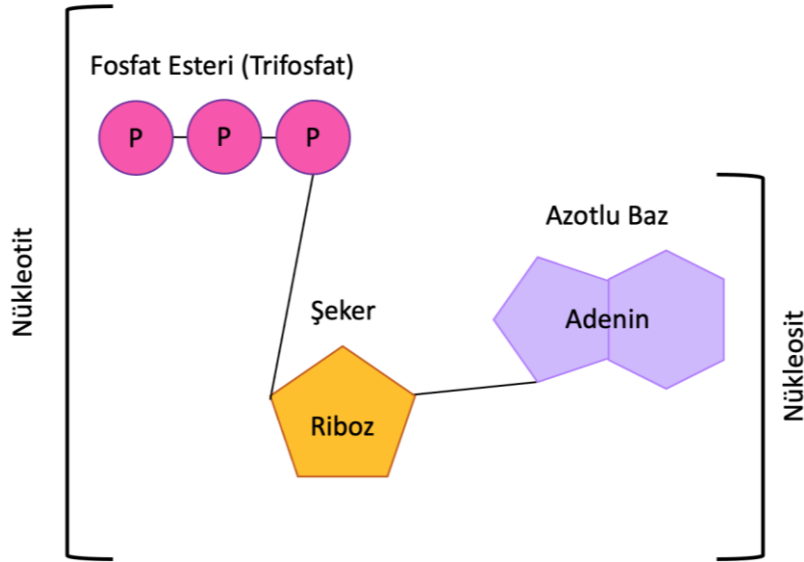 Fosfat Esteri (Trifosfat)
P P P
Nükleotit
Azotlu Baz
Adenin
Şeker
Riboz
Nükleosit